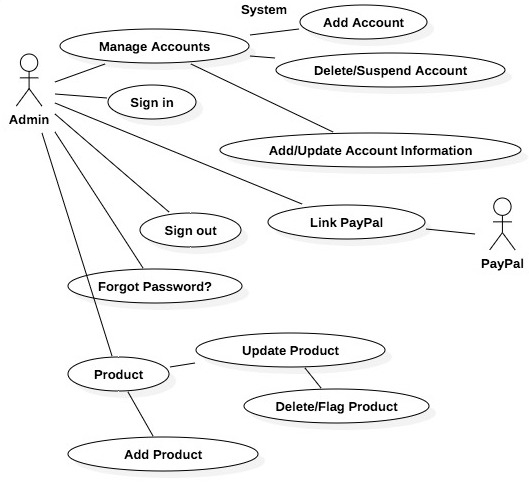 System
Add Account
Manage Accounts
Delete/Suspend Account
Sign in
Admin
Add/Update Account Information
Link PayPal
Sign out
PayPal
Forgot Password?
Update Product
Product
Delete/Flag Product
Add Product